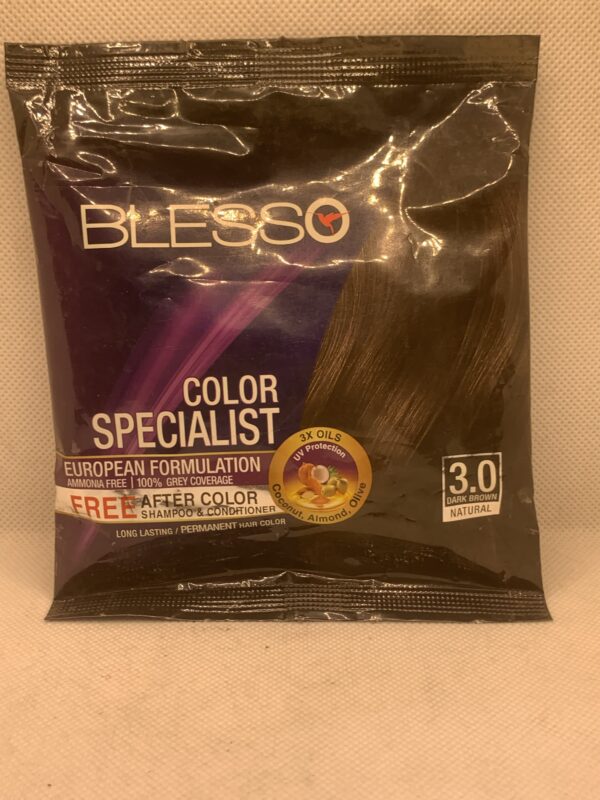 BLESSO
COLOR
SPECIALIST
EUROPEAN FORMULATION
AMMONIA FREE | 100% GREY COVERAGE
FREE AFTER COLOR
SHAMPOO & CONDITIONER
LONG LASTING / PERMANENT HAIR COLOR
3X OILS
UV Protection
Coconut, Almond, Olive
3.0
DARK BROWN
NATURAL